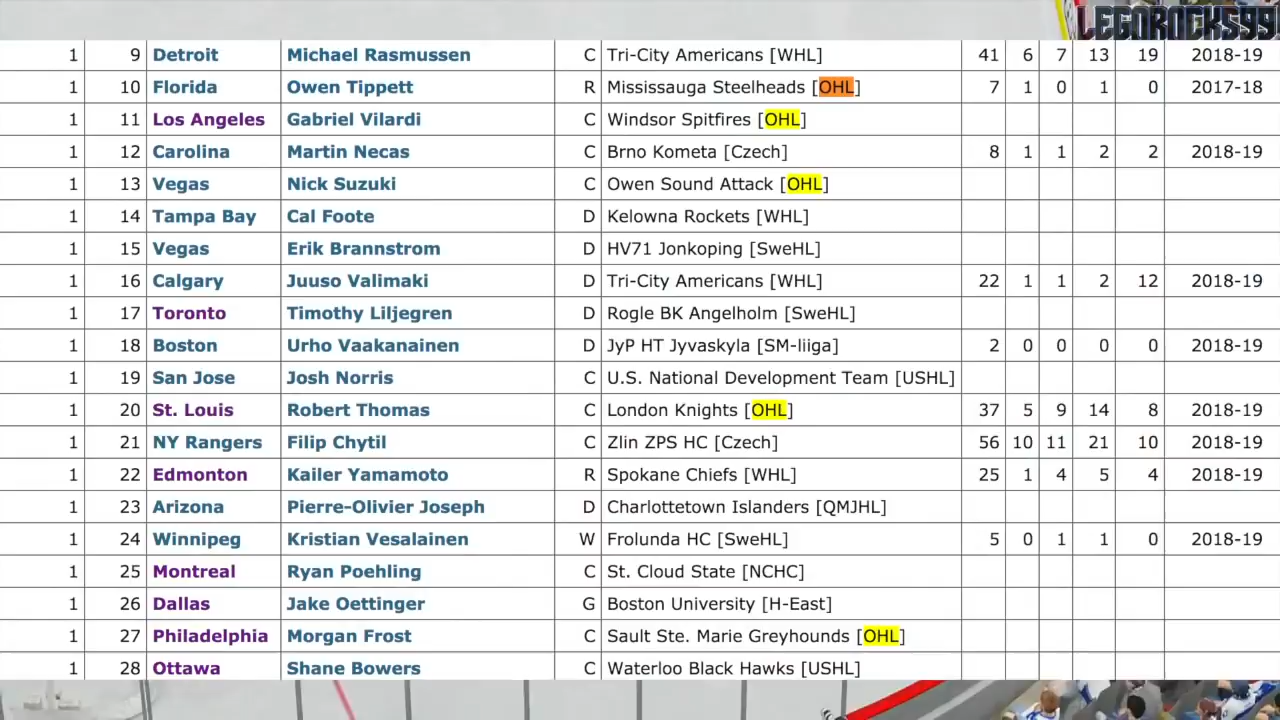 LEGOROCKS99
1 9 Detroit Michael Rasmussen C Tri-City Americans [WHL] 41 6 7 13 19 2018-19
1 10 Florida Owen Tippett R Mississauga Steelheads [OHL] 7 1 0 1 0 2017-18
1 11 Los Angeles Gabriel Vilardi C Windsor Spitfires [OHL]
1 12 Carolina Martin Necas C Brno Kometa [Czech] 8 1 1 2 2 2018-19
1 13 Vegas Nick Suzuki C Owen Sound Attack [OHL]
1 14 Tampa Bay Cal Foote D Kelowna Rockets [WHL]
1 15 Vegas Erik Brannstrom D HV71 Jonkoping [SweHL]
1 16 Calgary Juuso Valimaki D Tri-City Americans [WHL] 22 1 1 2 12 2018-19
1 17 Toronto Timothy Liljegren D Rogle BK Angelholm [SweHL]
1 18 Boston Urho Vaakanainen D JyP HT Jyvaskyla [SM-liiga] 2 0 0 0 0 2018-19
1 19 San Jose Josh Norris C U.S. National Development Team [USHL]
1 20 St. Louis Robert Thomas C London Knights [OHL] 37 5 9 14 8 2018-19
1 21 NY Rangers Filip Chytil C Zlin ZPS HC [Czech] 56 10 11 21 10 2018-19
1 22 Edmonton Kailer Yamamoto R Spokane Chiefs [WHL] 25 1 4 5 4 2018-19
1 23 Arizona Pierre-Olivier Joseph D Charlottetown Islanders [QMJHL]
1 24 Winnipeg Kristian Vesalainen W Frolunda HC [SweHL] 5 0 1 1 0 2018-19
1 25 Montreal Ryan Poehling C St. Cloud State [NCHC]
1 26 Dallas Jake Oettinger G Boston University [H-East]
1 27 Philadelphia Morgan Frost C Sault Ste. Marie Greyhounds [OHL]
1 28 Ottawa Shane Bowers C Waterloo Black Hawks [USHL]